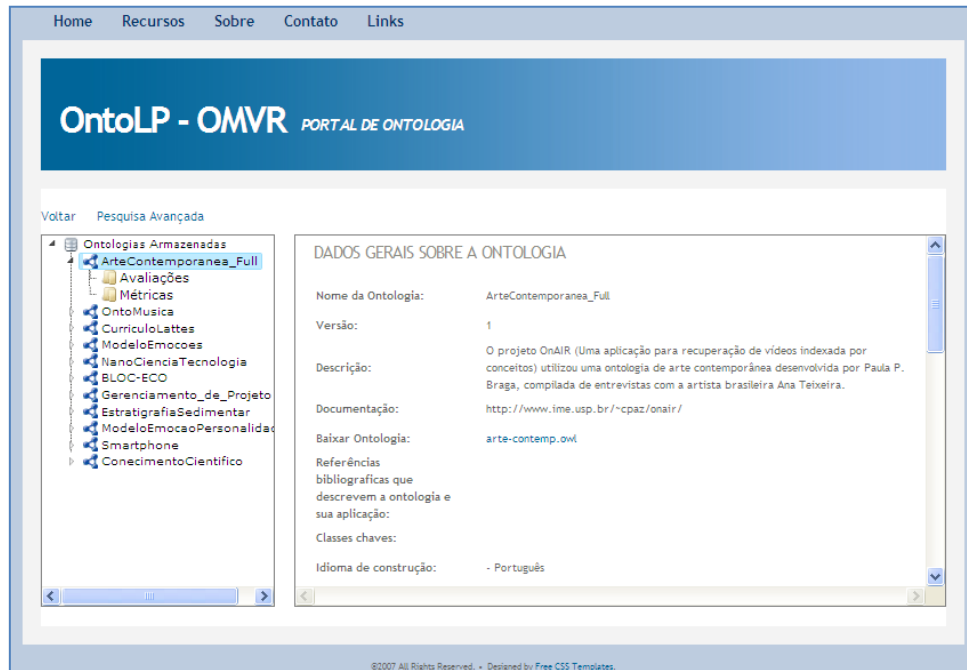 Home Recursos Sobre Contato Links
OntoLP - OMVR PORTAL DE ONTOLOGIA
Voltar Pesquisa Avançada
Ontologias Armazenadas
ArteContemporanea_Full
Avaliações
Métricas
OntoMusica
CurriculoLattes
ModeloEmocoes
NanoCienciaTecnologia
BLOC-ECO
Gerenciamento_de_Projeto
EstratigrafiaSedimentar
ModeloEmocaoPersonalidad
Smartphone
ConecimentoCientifico
DADOS GERAIS SOBRE A ONTOLOGIA
Nome da Ontologia: ArteContemporanea_Full
Versão: 1
Descrição: O projeto OnAIR (Uma aplicação para recuperação de vídeos indexada por
conceitos) utilizou uma ontologia de arte contemporânea desenvolvida por Paula P.
Braga, compilada de entrevistas com a artista brasileira Ana Teixeira.
Documentação: http://www.ime.usp.br/~cpaz/onair/
Baixar Ontologia: arte-contemp.owl
Referências
bibliograficas que
descrevem a ontologia e
sua aplicação:
Classes chaves:
Idioma de construção: - Português
©2007 All Rights Reserved. • Designed by Free CSS Templates.